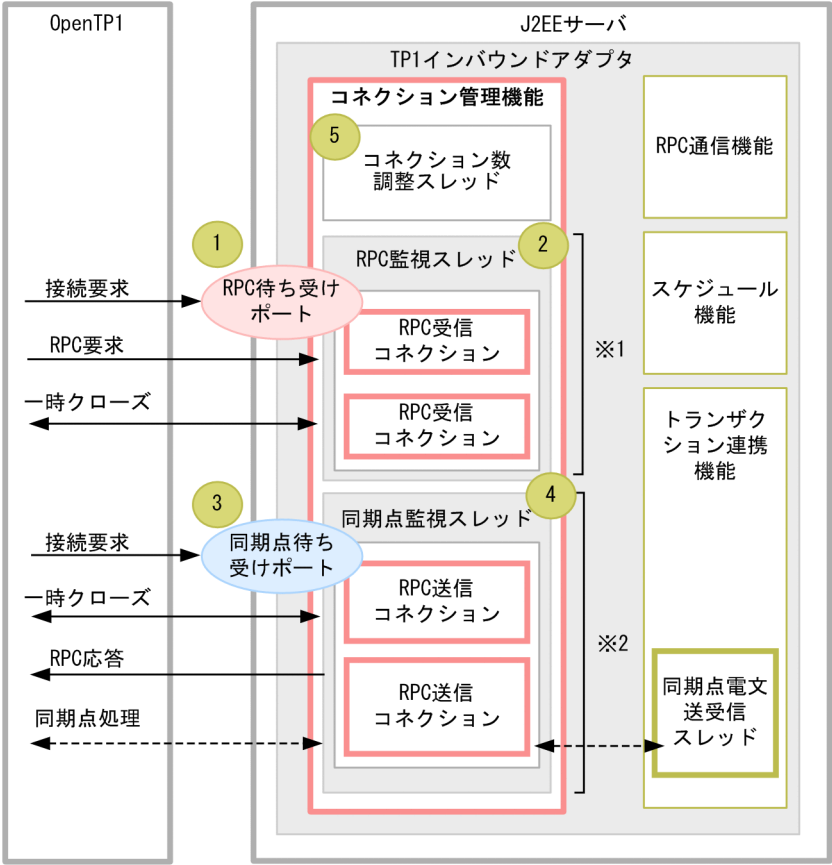 OpenTP1
J2EEサーバ
TP1インバウンドアダプタ
コネクション管理機能
5
コネクション数
調整スレッド
RPC通信機能
1
2
RPC監視スレッド
接続要求
RPC待ち受け
ポート
RPC要求
RPC受信
コネクション
一時クローズ
RPC受信
コネクション
※1
スケジュール
機能
トランザク
ション連携
機能
3
4
同期点監視スレッド
接続要求
同期点待ち
受けポート
一時クローズ
RPC送信
コネクション
RPC応答
RPC送信
コネクション
同期点処理
※2
同期点電文
送受信
スレッド